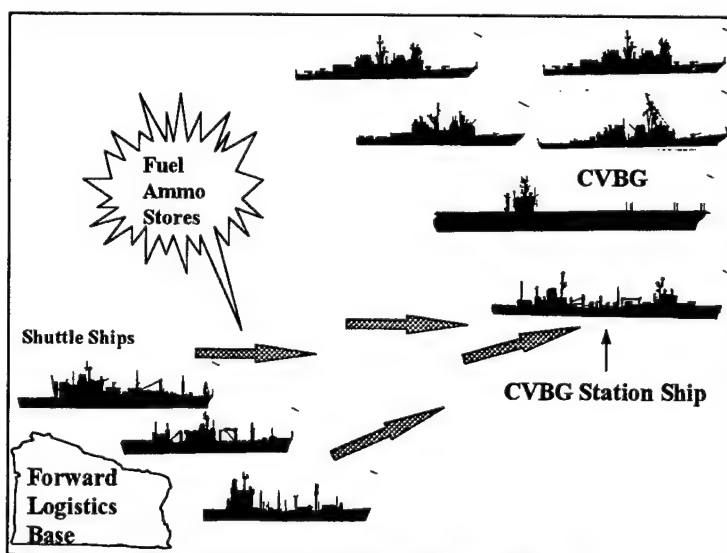 Fuel
Ammo
Stores
CVBG
Shuttle Ships
CVBG Station Ship
Forward
Logistics
Base